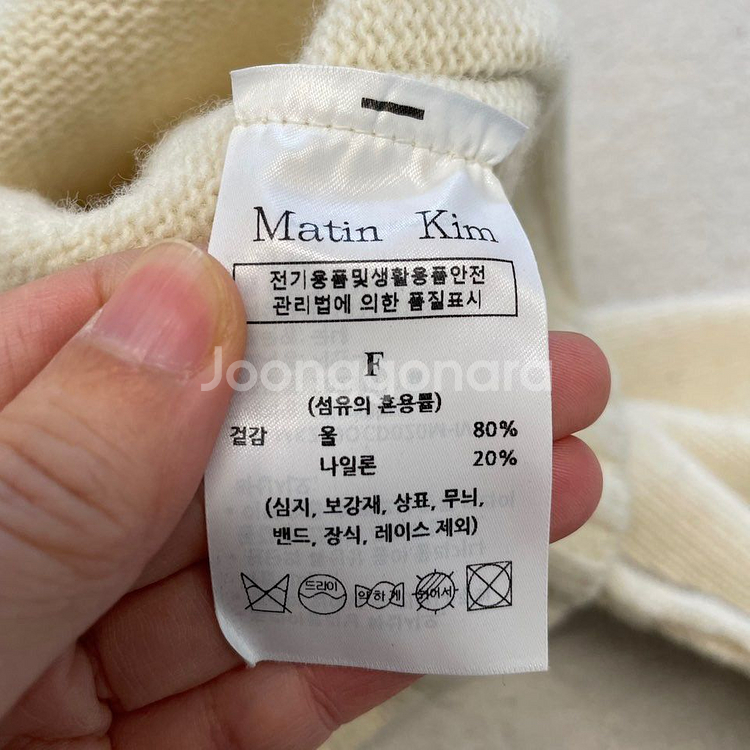 Matin Kim
전기용품및생활용품안전
관리법에 의한 품질표시
F
Joonggonara
(섬유의 혼용률)
겉감 울 80%
나일론 20%
(심지, 보강재, 상표, 무늬,
밴드, 장식, 레이스 제외)
드라이 약하게 뉘어서